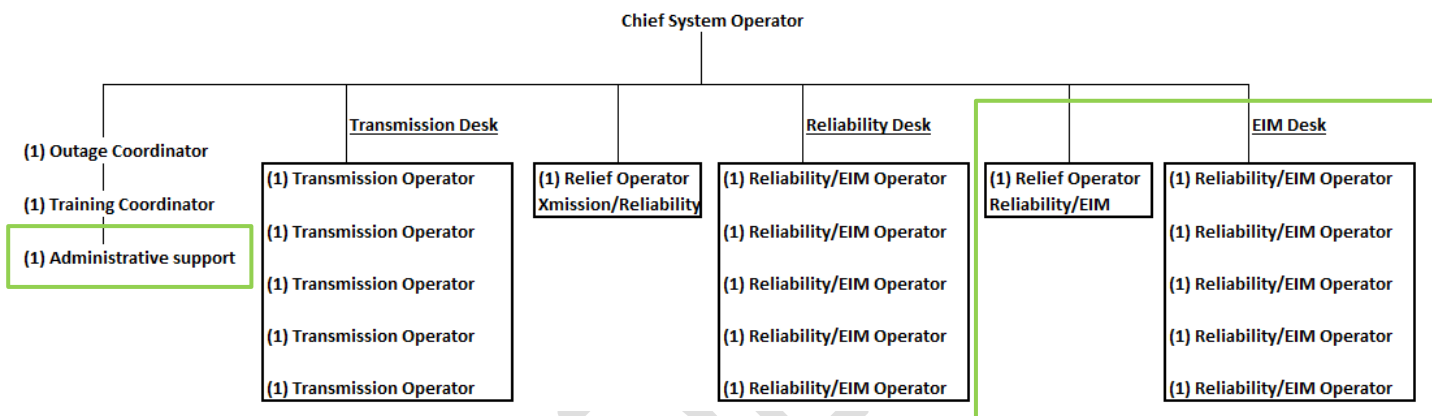 Chief System Operator
(1) Outage Coordinator
(1) Training Coordinator
(1) Administrative support
Transmission Desk
(1) Transmission Operator
(1) Transmission Operator
(1) Transmission Operator
(1) Transmission Operator
(1) Transmission Operator
(1) Relief Operator
Xmission/Reliability
Reliability Desk
(1) Reliability/EIM Operator
(1) Reliability/EIM Operator
(1) Reliability/EIM Operator
(1) Reliability/EIM Operator
(1) Reliability/EIM Operator
(1) Relief Operator
Reliability/EIM
EIM Desk
(1) Reliability/EIM Operator
(1) Reliability/EIM Operator
(1) Reliability/EIM Operator
(1) Reliability/EIM Operator
(1) Reliability/EIM Operator